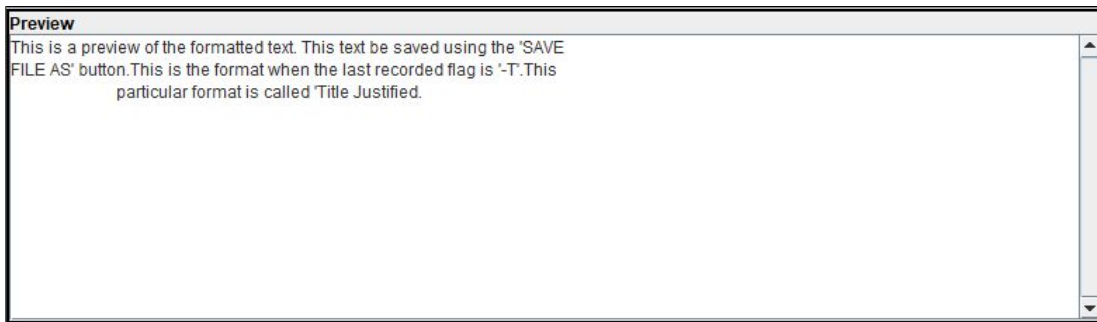 Preview
This is a preview of the formatted text. This text be saved using the 'SAVE
FILE AS' button.This is the format when the last recorded flag is '-T'.This
particular format is called 'Title Justified.